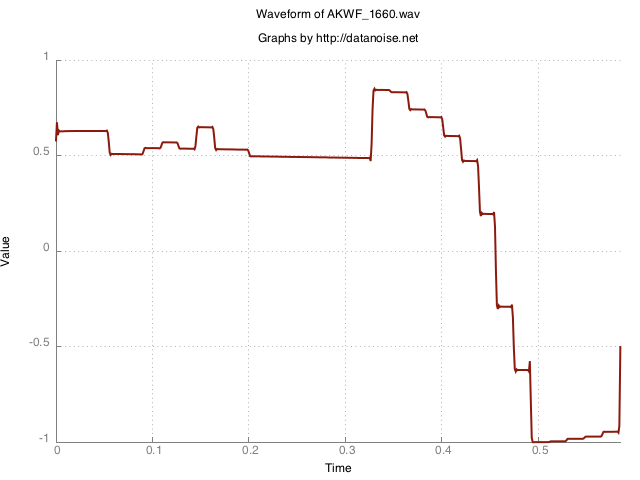 Waveform of AKWF_1660.wav
Graphs by http://datanoise.net
1
0.5
0
-0.5
-1
Value
0 0.1 0.2 0.3 0.4 0.5
Time